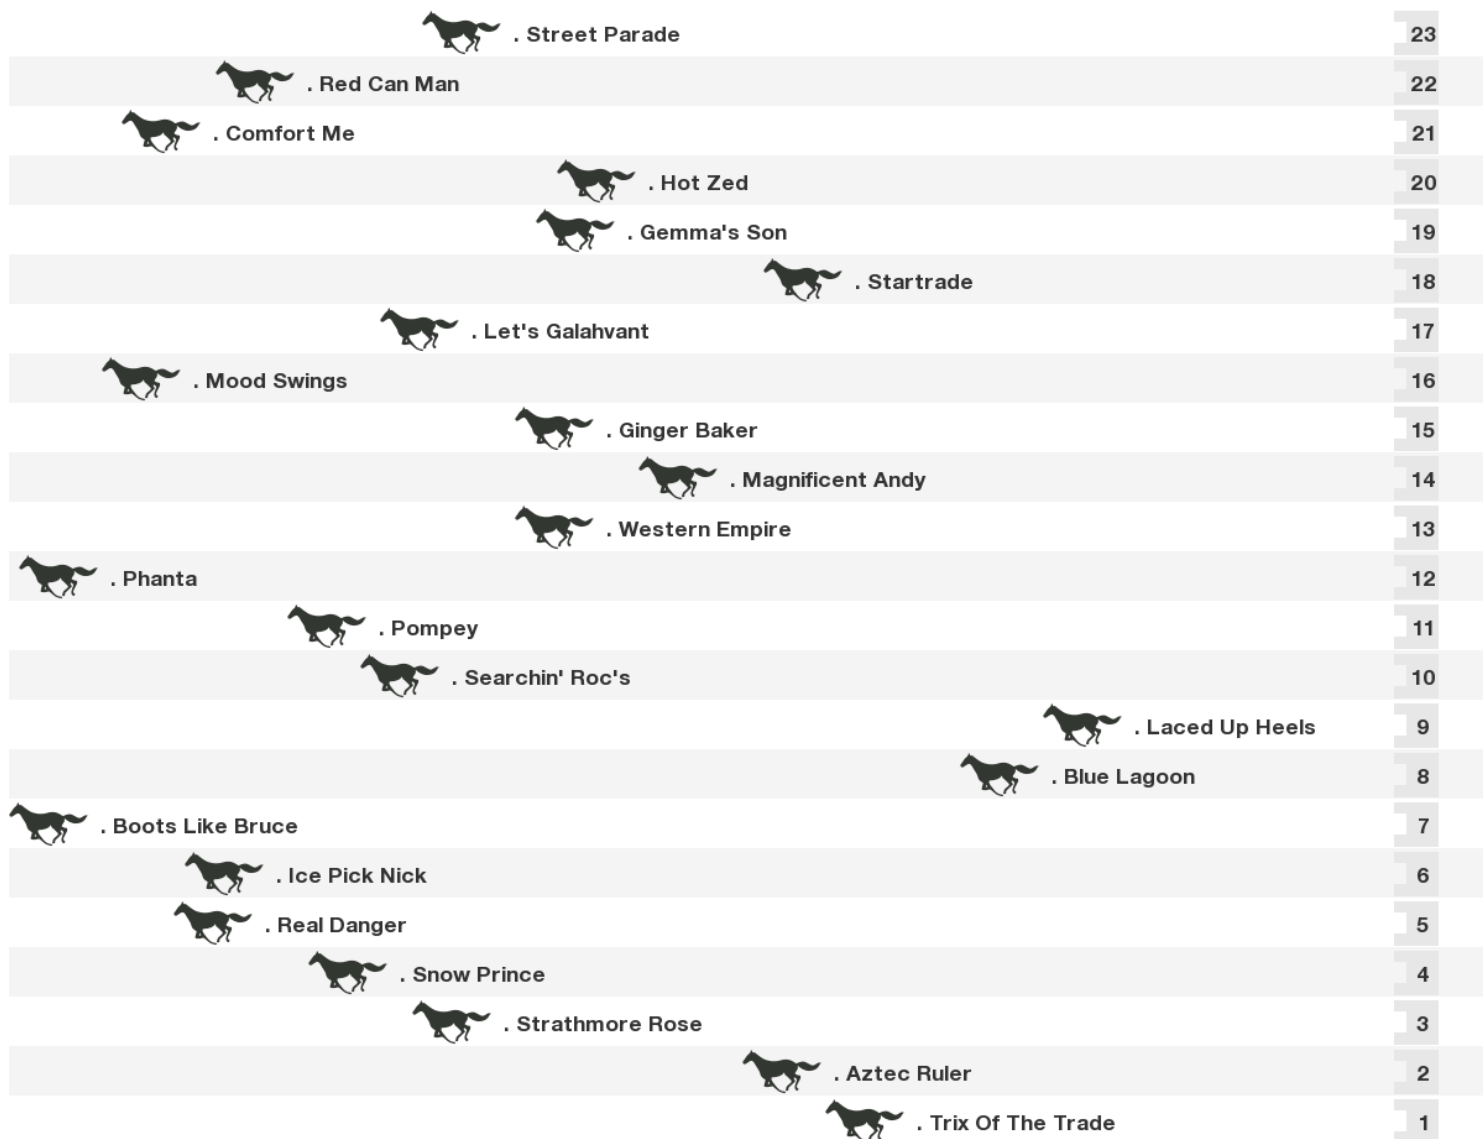 . Street Parade 23
. Red Can Man 22
. Comfort Me 21
. Hot Zed 20
. Gemma's Son 19
. Startrade 18
. Let's Galahvant 17
. Mood Swings 16
. Ginger Baker 15
. Magnificent Andy 14
. Western Empire 13
. Phanta 12
. Pompey 11
. Searchin' Roc's 10
. Laced Up Heels 9
. Blue Lagoon 8
. Boots Like Bruce 7
. Ice Pick Nick 6
. Real Danger 5
. Snow Prince 4
. Strathmore Rose 3
. Aztec Ruler 2
. Trix Of The Trade 1